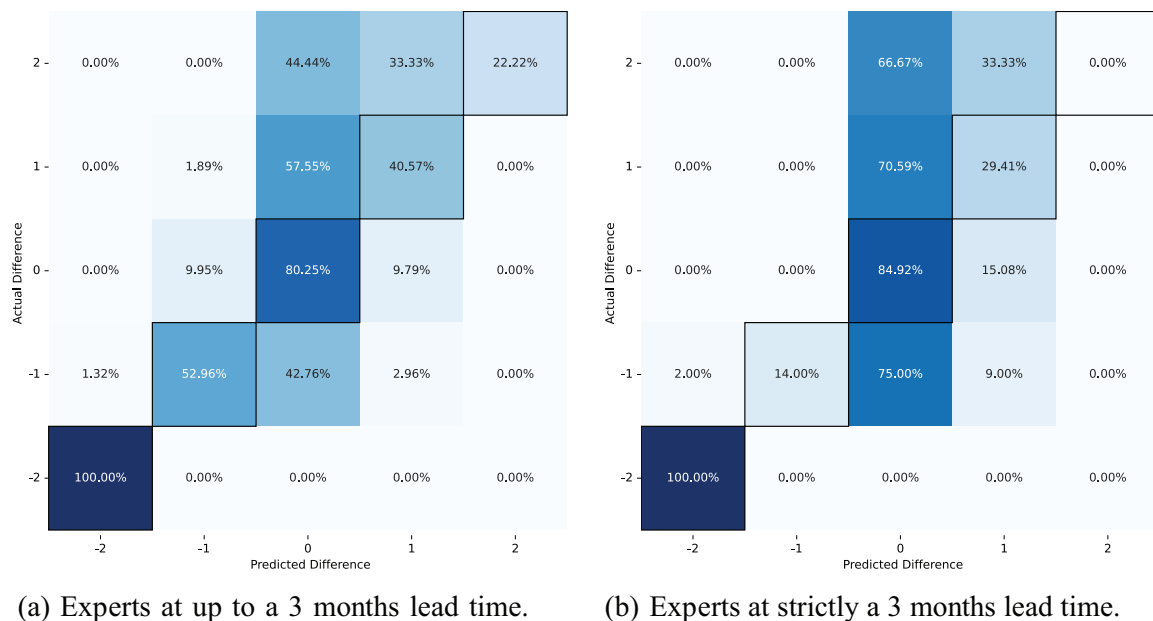 2 - 0.00% 0.00% 44.44% 33.33% 22.22%
1 - 0.00% 1.89% 57.55% 40.57% 0.00%
Actual Difference
0 - 0.00% 9.95% 80.25% 9.79% 0.00%
-1 - 1.32% 52.96% 42.76% 2.96% 0.00%
-2 - 100.00% 0.00% 0.00% 0.00% 0.00%
-2 -1 0 1 2
Predicted Difference
(a) Experts at up to a 3 months lead time.
2 - 0.00% 0.00% 66.67% 33.33% 0.00%
1 - 0.00% 0.00% 70.59% 29.41% 0.00%
Actual Difference
0 - 0.00% 0.00% 84.92% 15.08% 0.00%
-1 - 2.00% 14.00% 75.00% 9.00% 0.00%
-2 - 100.00% 0.00% 0.00% 0.00% 0.00%
-2 -1 0 1 2
Predicted Difference
(b) Experts at strictly a 3 months lead time.